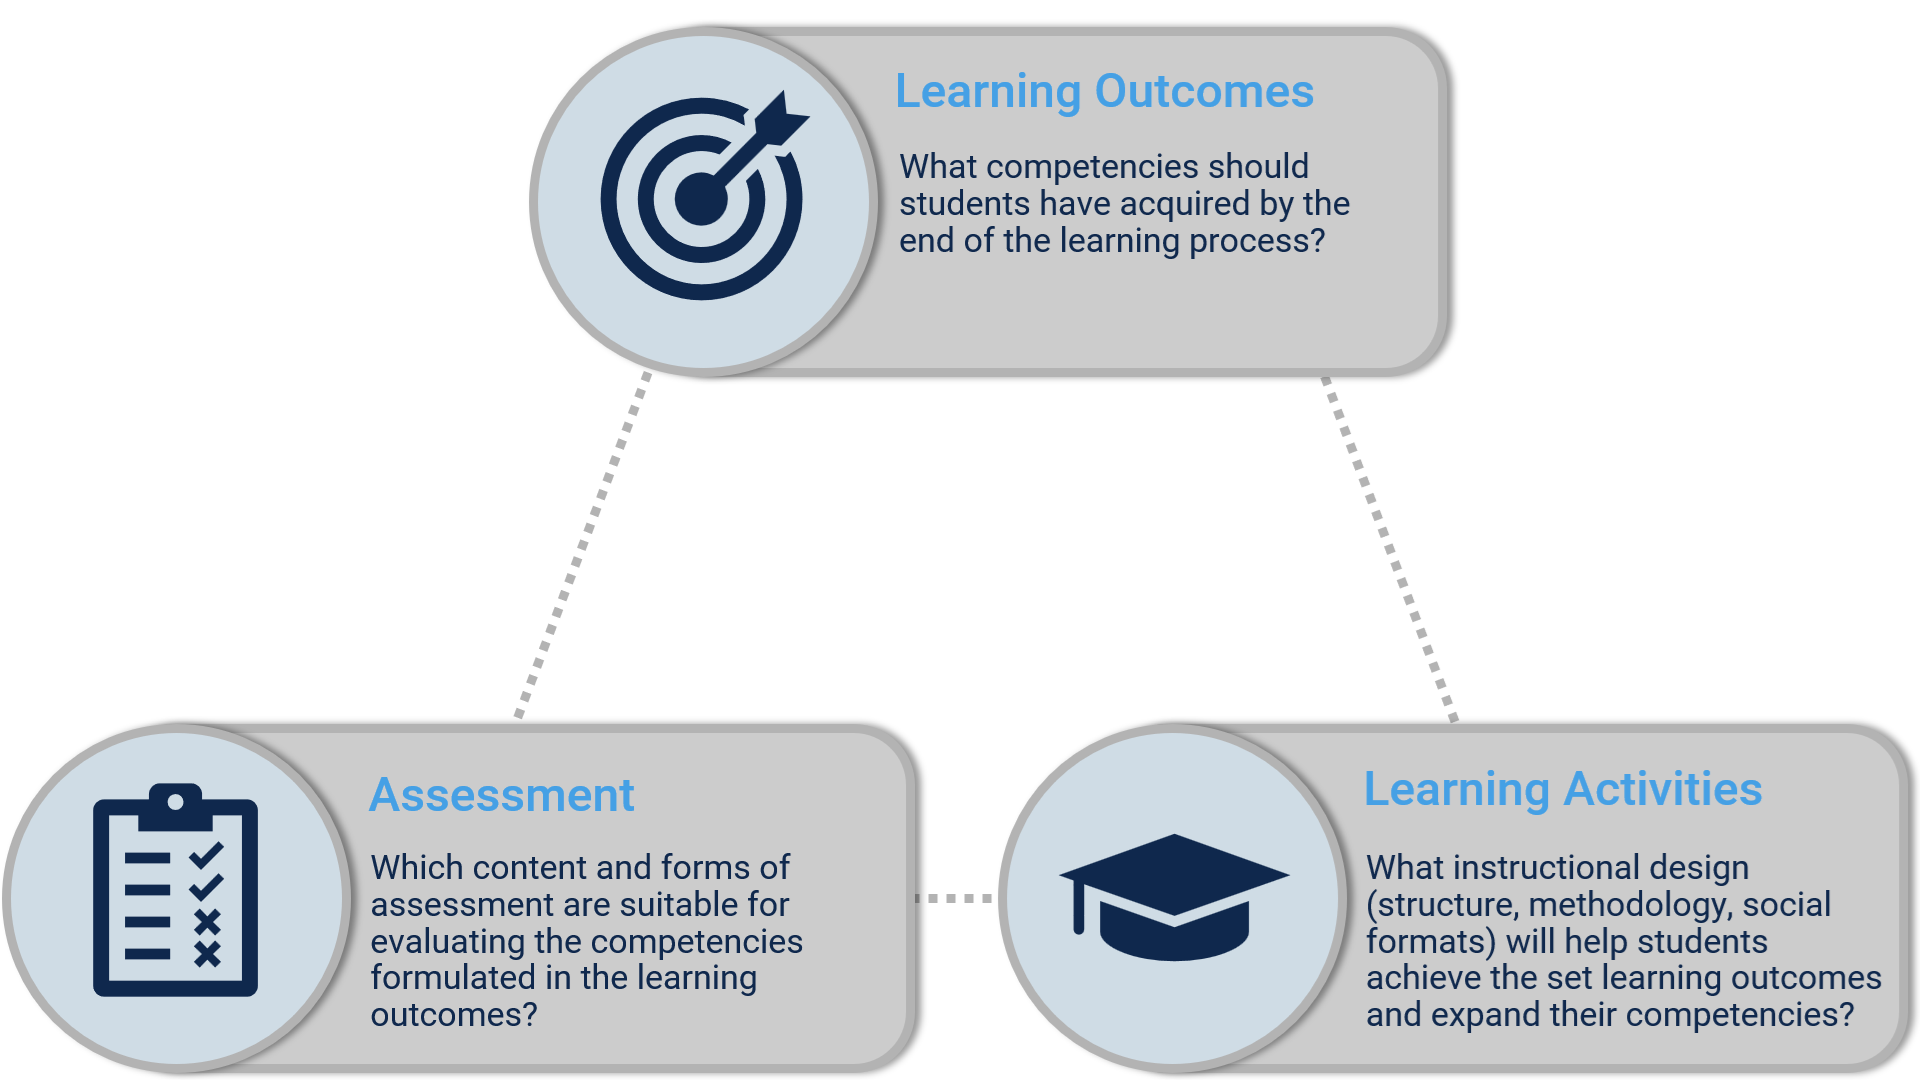 Learning Outcomes
What competencies should
students have acquired by the
end of the learning process?
Assessment
Which content and forms of
assessment are suitable for
evaluating the competencies
formulated in the learning
outcomes?
Learning Activities
What instructional design
(structure, methodology, social
formats) will help students
achieve the set learning outcomes
and expand their competencies?